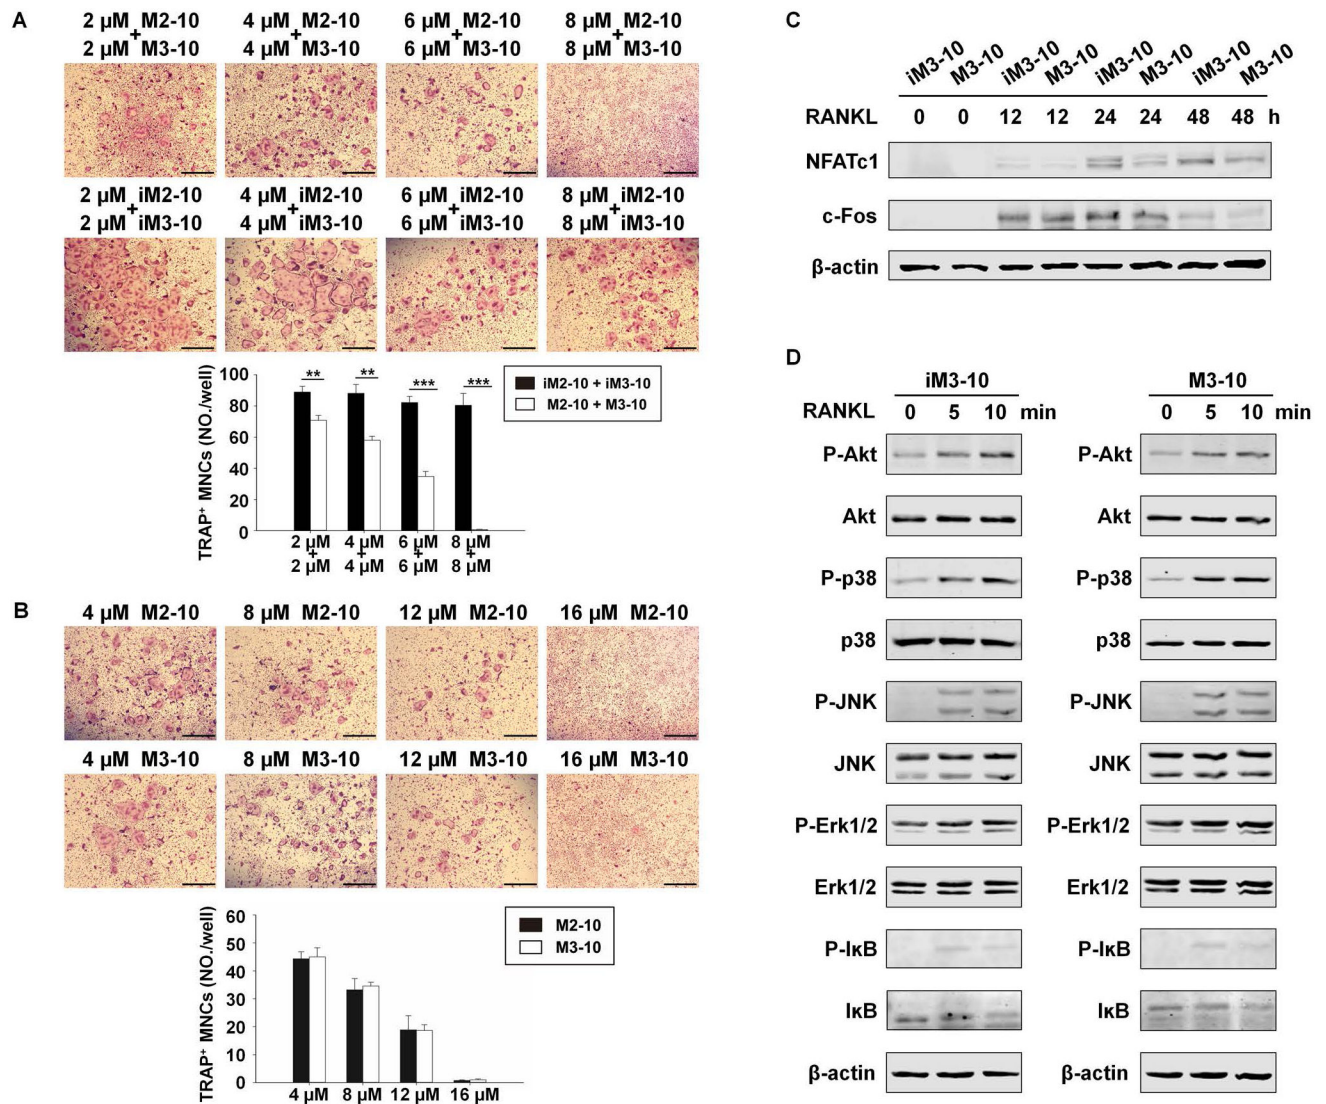 A
2 µM M2-10
+
2 µM M3-10
4 µM M2-10
+
4 µM M3-10
6 µM M2-10
+
6 µM M3-10
8 µM M2-10
+
8 µM M3-10
2 µM iM2-10
+
2 µM iM3-10
4 µM iM2-10
+
4 µM iM3-10
6 µM iM2-10
+
6 µM iM3-10
8 µM iM2-10
+
8 µM iM3-10
TRAP+ MNCs (NO./well)
100
80
60
40
20
0
** ** *** ***
iM2-10 + iM3-10
M2-10 + M3-10
2 µM 4 µM 6 µM 8 µM
+ + + +
2 µM 4 µM 6 µM 8 µM
B
4 µM M2-10 8 µM M2-10 12 µM M2-10 16 µM M2-10
4 µM M3-10 8 µM M3-10 12 µM M3-10 16 µM M3-10
TRAP+ MNCs (NO./well)
60
50
40
30
20
10
0
M2-10
M3-10
4 µM 8 µM 12 µM 16 µM
C
iM3-10 M3-10 iM3-10 M3-10 iM3-10 M3-10 iM3-10 M3-10
RANKL 0 0 12 12 24 24 48 48 h
NFATc1
c-Fos
β-actin
D
iM3-10 M3-10
RANKL 0 5 10 min 0 5 10 min
P-Akt P-Akt
Akt Akt
P-p38 P-p38
p38 p38
P-JNK P-JNK
JNK JNK
P-Erk1/2 P-Erk1/2
Erk1/2 Erk1/2
P-IκB P-IκB
IκB IκB
β-actin β-actin